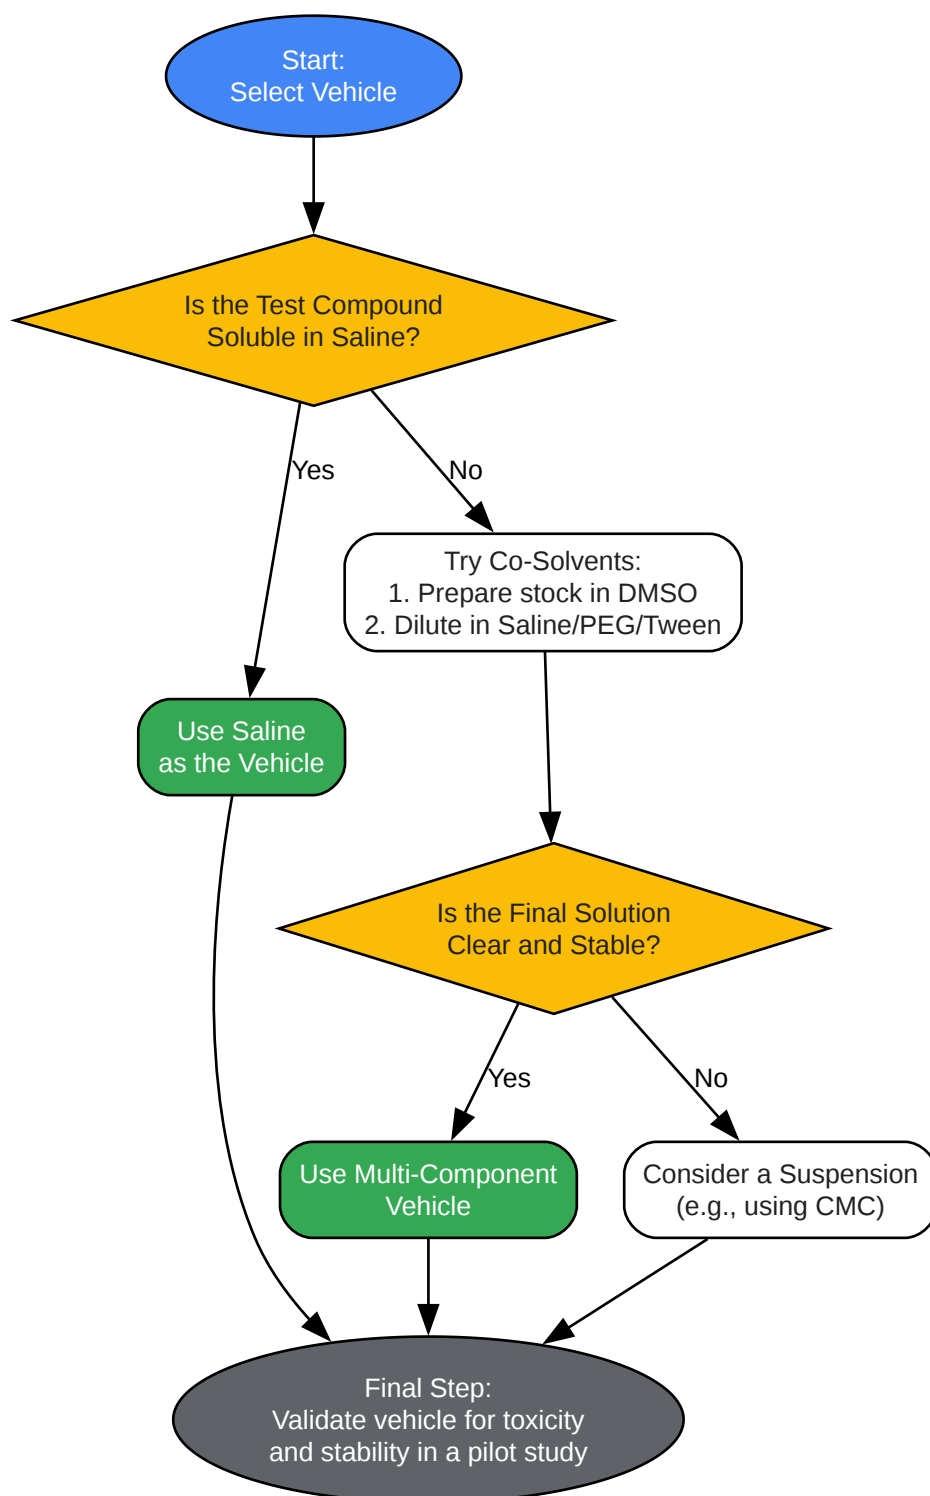 Start:
Select Vehicle
Is the Test Compound
Soluble in Saline?
Yes
No
Try Co-Solvents:
1. Prepare stock in DMSO
2. Dilute in Saline/PEG/Tween
Use Saline
as the Vehicle
Is the Final Solution
Clear and Stable?
Yes
No
Use Multi-Component
Vehicle
Consider a Suspension
(e.g., using CMC)
Final Step:
Validate vehicle for toxicity
and stability in a pilot study